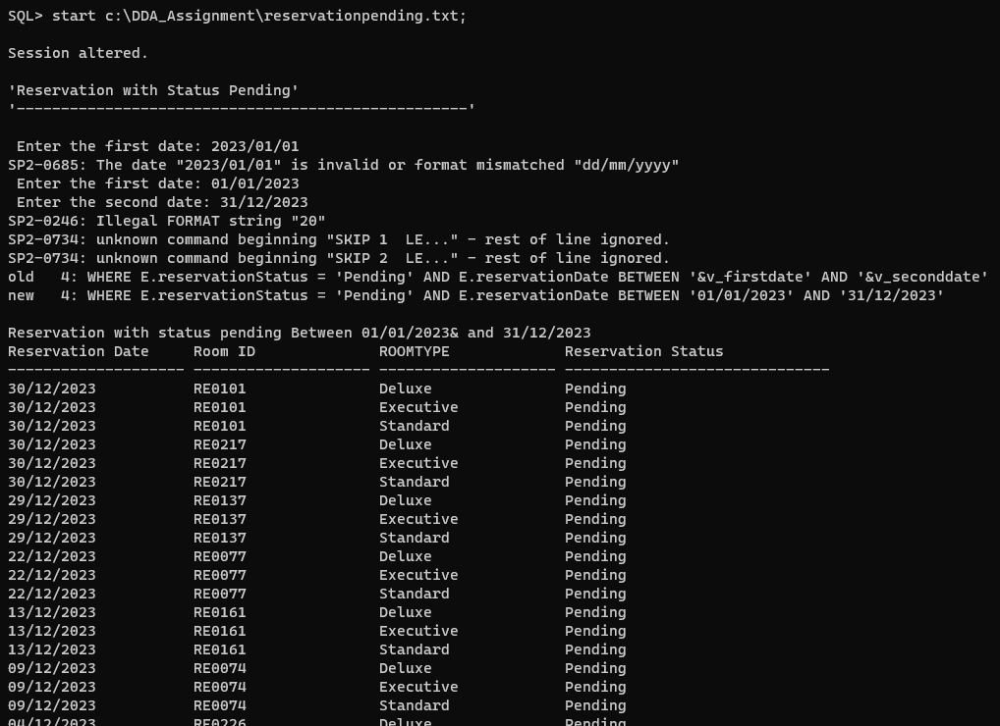 SQL> start c:\DDA_Assignment\reservationpending.txt;
Session altered.
'Reservation with Status Pending'
'---------------------------------------------------'
Enter the first date: 2023/01/01
SP2-0685: The date "2023/01/01" is invalid or format mismatched "dd/mm/yyyy"
Enter the first date: 01/01/2023
Enter the second date: 31/12/2023
SP2-0246: Illegal FORMAT string "20"
SP2-0734: unknown command beginning "SKIP 1  LE..." - rest of line ignored.
SP2-0734: unknown command beginning "SKIP 2  LE..." - rest of line ignored.
old   4: WHERE E.reservationStatus = 'Pending' AND E.reservationDate BETWEEN '&v_firstdate' AND '&v_seconddate'
new   4: WHERE E.reservationStatus = 'Pending' AND E.reservationDate BETWEEN '01/01/2023' AND '31/12/2023'
Reservation with status pending Between 01/01/2023& and 31/12/2023
Reservation Date     Room ID              ROOMTYPE             Reservation Status
-------------------- -------------------- -------------------- ------------------------------
30/12/2023           RE0101               Deluxe               Pending
30/12/2023           RE0101               Executive            Pending
30/12/2023           RE0101               Standard             Pending
30/12/2023           RE0217               Deluxe               Pending
30/12/2023           RE0217               Executive            Pending
30/12/2023           RE0217               Standard             Pending
29/12/2023           RE0137               Deluxe               Pending
29/12/2023           RE0137               Executive            Pending
29/12/2023           RE0137               Standard             Pending
22/12/2023           RE0077               Deluxe               Pending
22/12/2023           RE0077               Executive            Pending
22/12/2023           RE0077               Standard             Pending
13/12/2023           RE0161               Deluxe               Pending
13/12/2023           RE0161               Executive            Pending
13/12/2023           RE0161               Standard             Pending
09/12/2023           RE0074               Deluxe               Pending
09/12/2023           RE0074               Executive            Pending
09/12/2023           RE0074               Standard             Pending
04/12/2023           RE0226               Deluxe               Pending